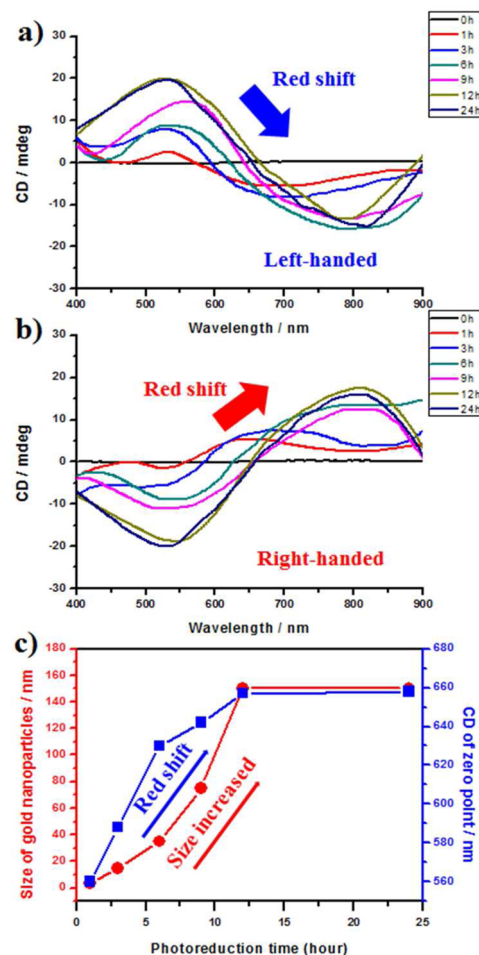 a)
30
20
10
0
-10
-20
-30
CD / mdeg
Red shift
Left-handed
400
500
600
700
800
900
Wavelength / nm
0h
1h
3h
6h
9h
12h
24h
b)
30
20
10
0
-10
-20
-30
CD / mdeg
Red shift
Right-handed
400
500
600
700
800
900
Wavelength / nm
0h
1h
3h
6h
9h
12h
24h
c)
180
160
140
120
100
80
60
40
20
0
Size of gold nanoparticles / nm
Red shift
Size increased
680
660
640
620
600
580
560
CD of zero point / nm
0
5
10
15
20
25
Photoreduction time (hour)